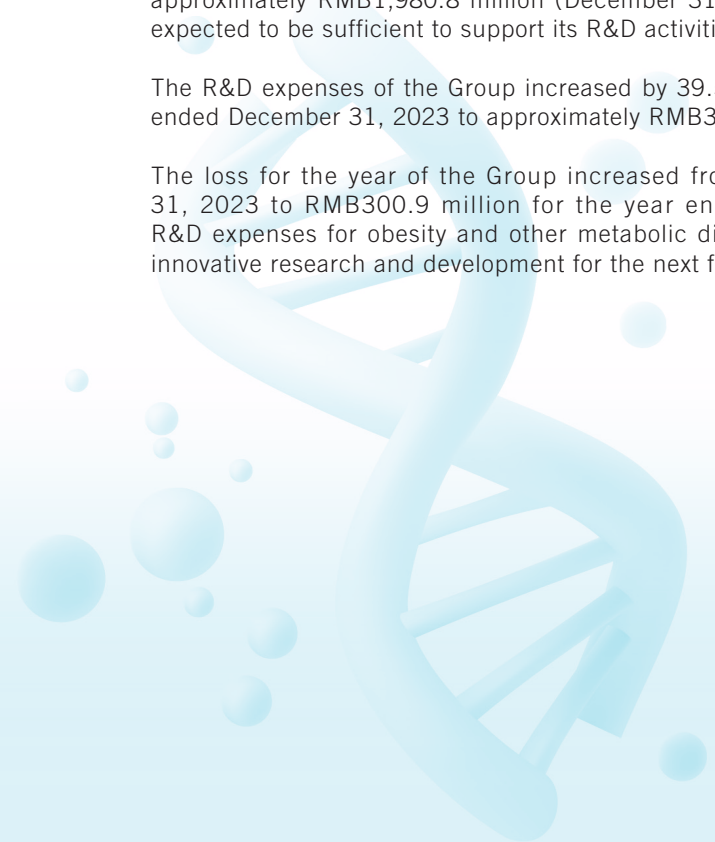 approximately RMB1,980.8 million (December 31
expected to be sufficient to support its R&D activiti
The R&D expenses of the Group increased by 39.
ended December 31, 2023 to approximately RMB3
The loss for the year of the Group increased fro
31, 2023 to RMB300.9 million for the year en
R&D expenses for obesity and other metabolic di
innovative research and development for the next f